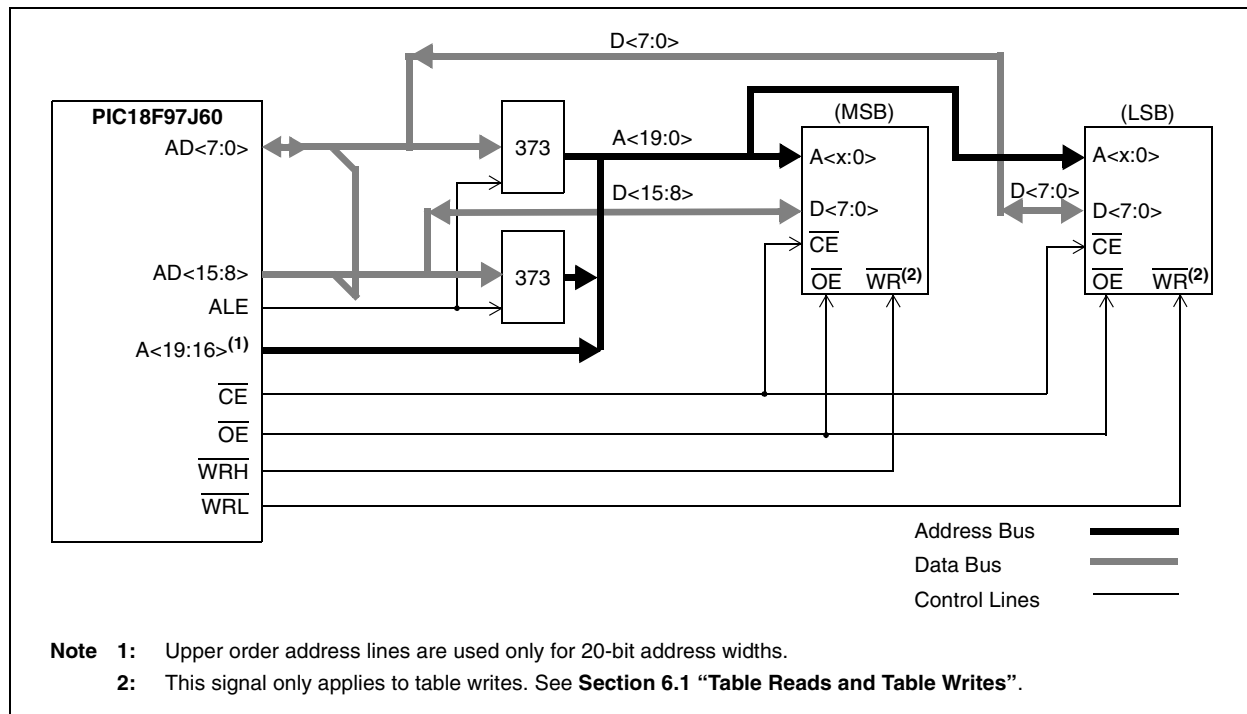 D<7:0>
PIC18F97J60
AD<7:0>
AD<15:8>
ALE
A<19:16>(1)
CE
OE
WRH
WRL
373
373
A<19:0>
D<15:8>
(MSB)
A<x:0>
D<7:0>
CE
OE WR(2)
(LSB)
D<7:0>
A<x:0>
D<7:0>
CE
OE WR(2)
Address Bus
Data Bus
Control Lines
Note 1: Upper order address lines are used only for 20-bit address widths.
2: This signal only applies to table writes. See Section 6.1 “Table Reads and Table Writes”.